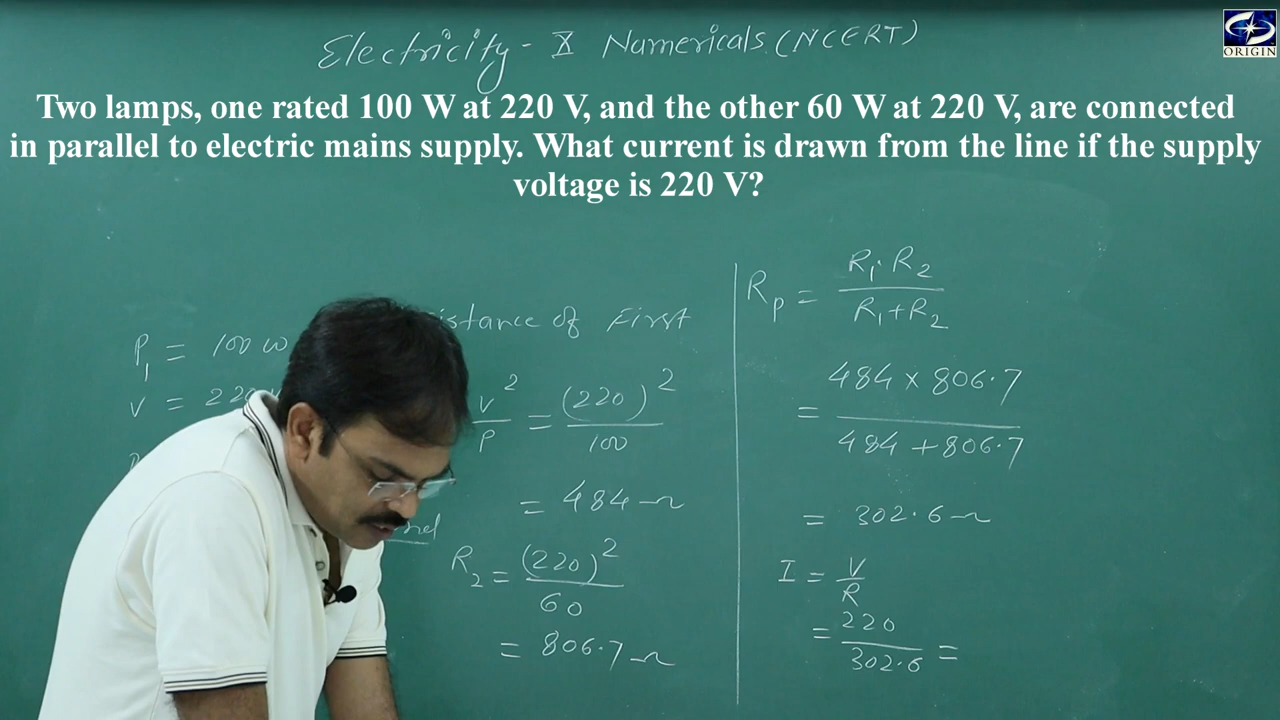 Electricity - X Numericals (NCERT)
ORIGIN
Two lamps, one rated 100 W at 220 V, and the other 60 W at 220 V, are connected
in parallel to electric mains supply. What current is drawn from the line if the supply
voltage is 220 V?
istance of First
P₁ = 100 W
V = 220
V²/P = (220)²/100
= 484 Ω
R₂ = (220)²/60
= 806.7 Ω
Rp = R₁·R₂/R₁+R₂
= 484 × 806.7/484 + 806.7
= 302.6 Ω
I = V/R
= 220/302.6 =